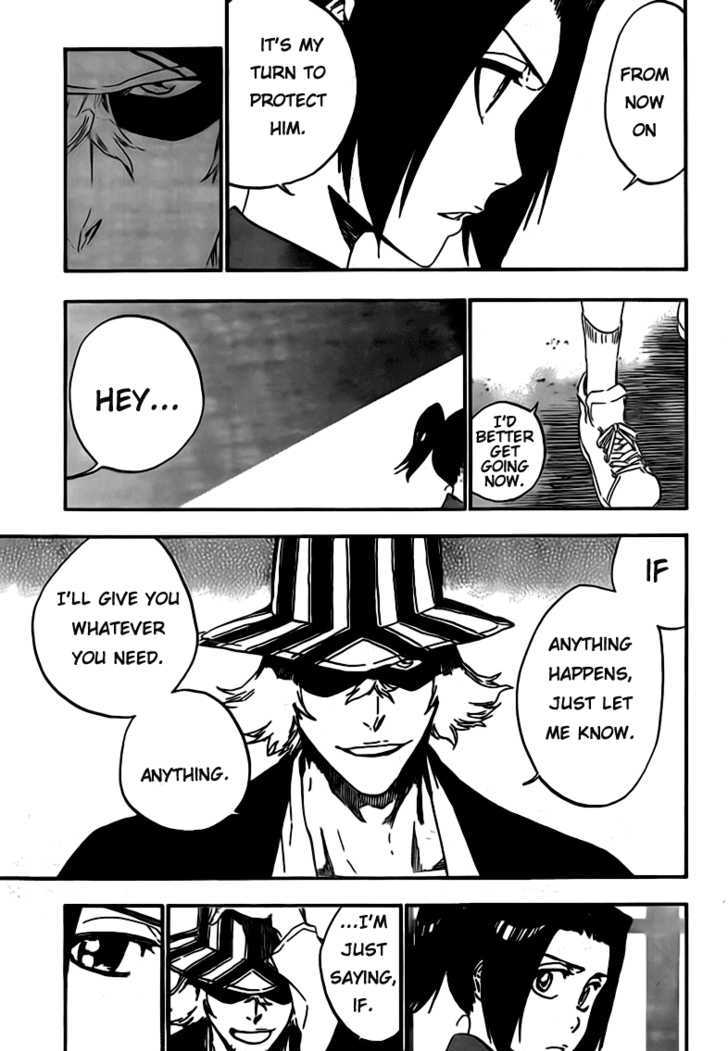 FROM
NOW
ON
IT'S MY
TURN TO
PROTECT
HIM.
I'D
BETTER
GET
GOING
NOW.
HEY...
IF
ANYTHING
HAPPENS,
JUST LET
ME KNOW.
I'LL GIVE YOU
WHATEVER
YOU NEED.
ANYTHING.
...I'M
JUST
SAYING,
IF.